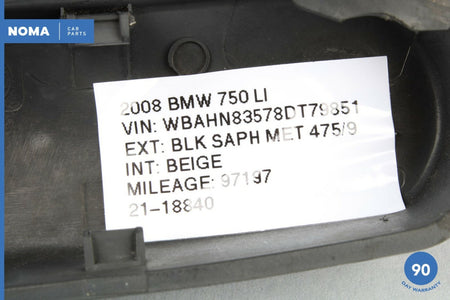 NOMA CAR PARTS
2008 BMW 750 LI
VIN: WBAHN83578DT79851
EXT: BLK SAPH MET 475/9
INT: BEIGE
MILEAGE: 97197
21-18840
90
DAY WARRANTY